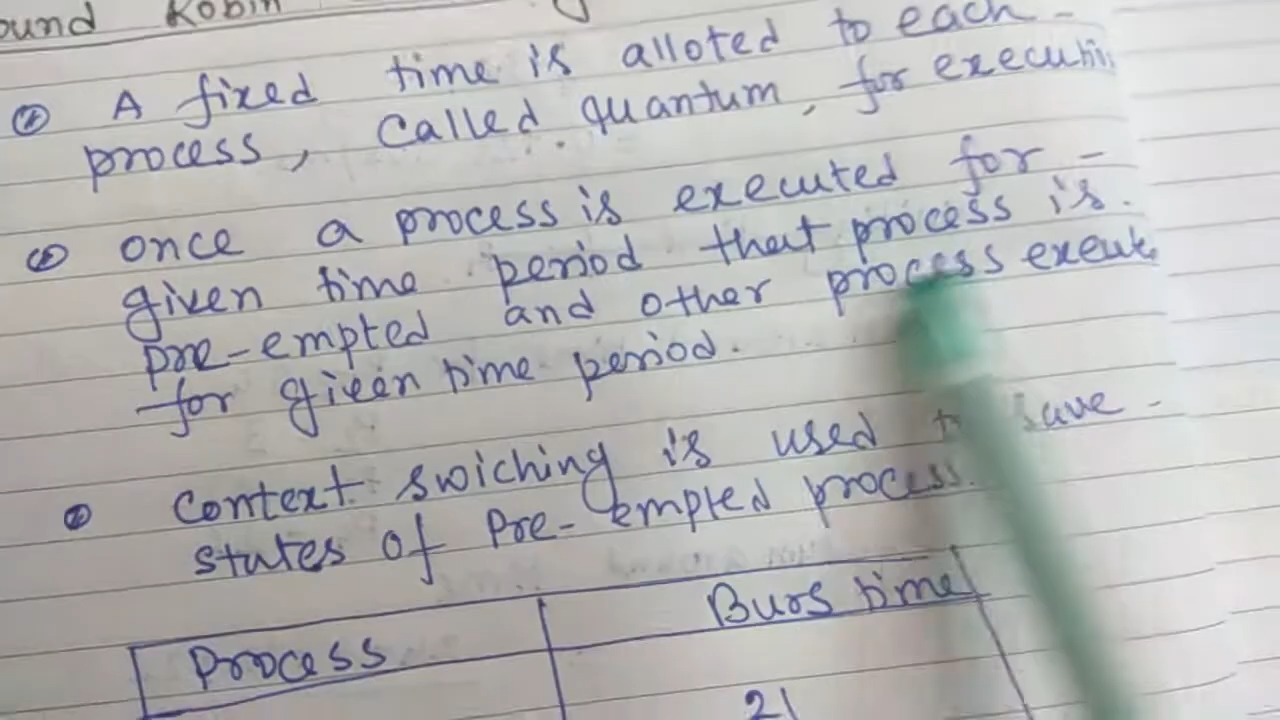 ound Robin
A fixed time is alloted to each -
process, called quantum, for executin
once a process is executed for -
given time period that process is.
pre-empted and other process execute
for given time period.
Context swiching is used to save -
states of Pre-empted process.
Process Burs time
21